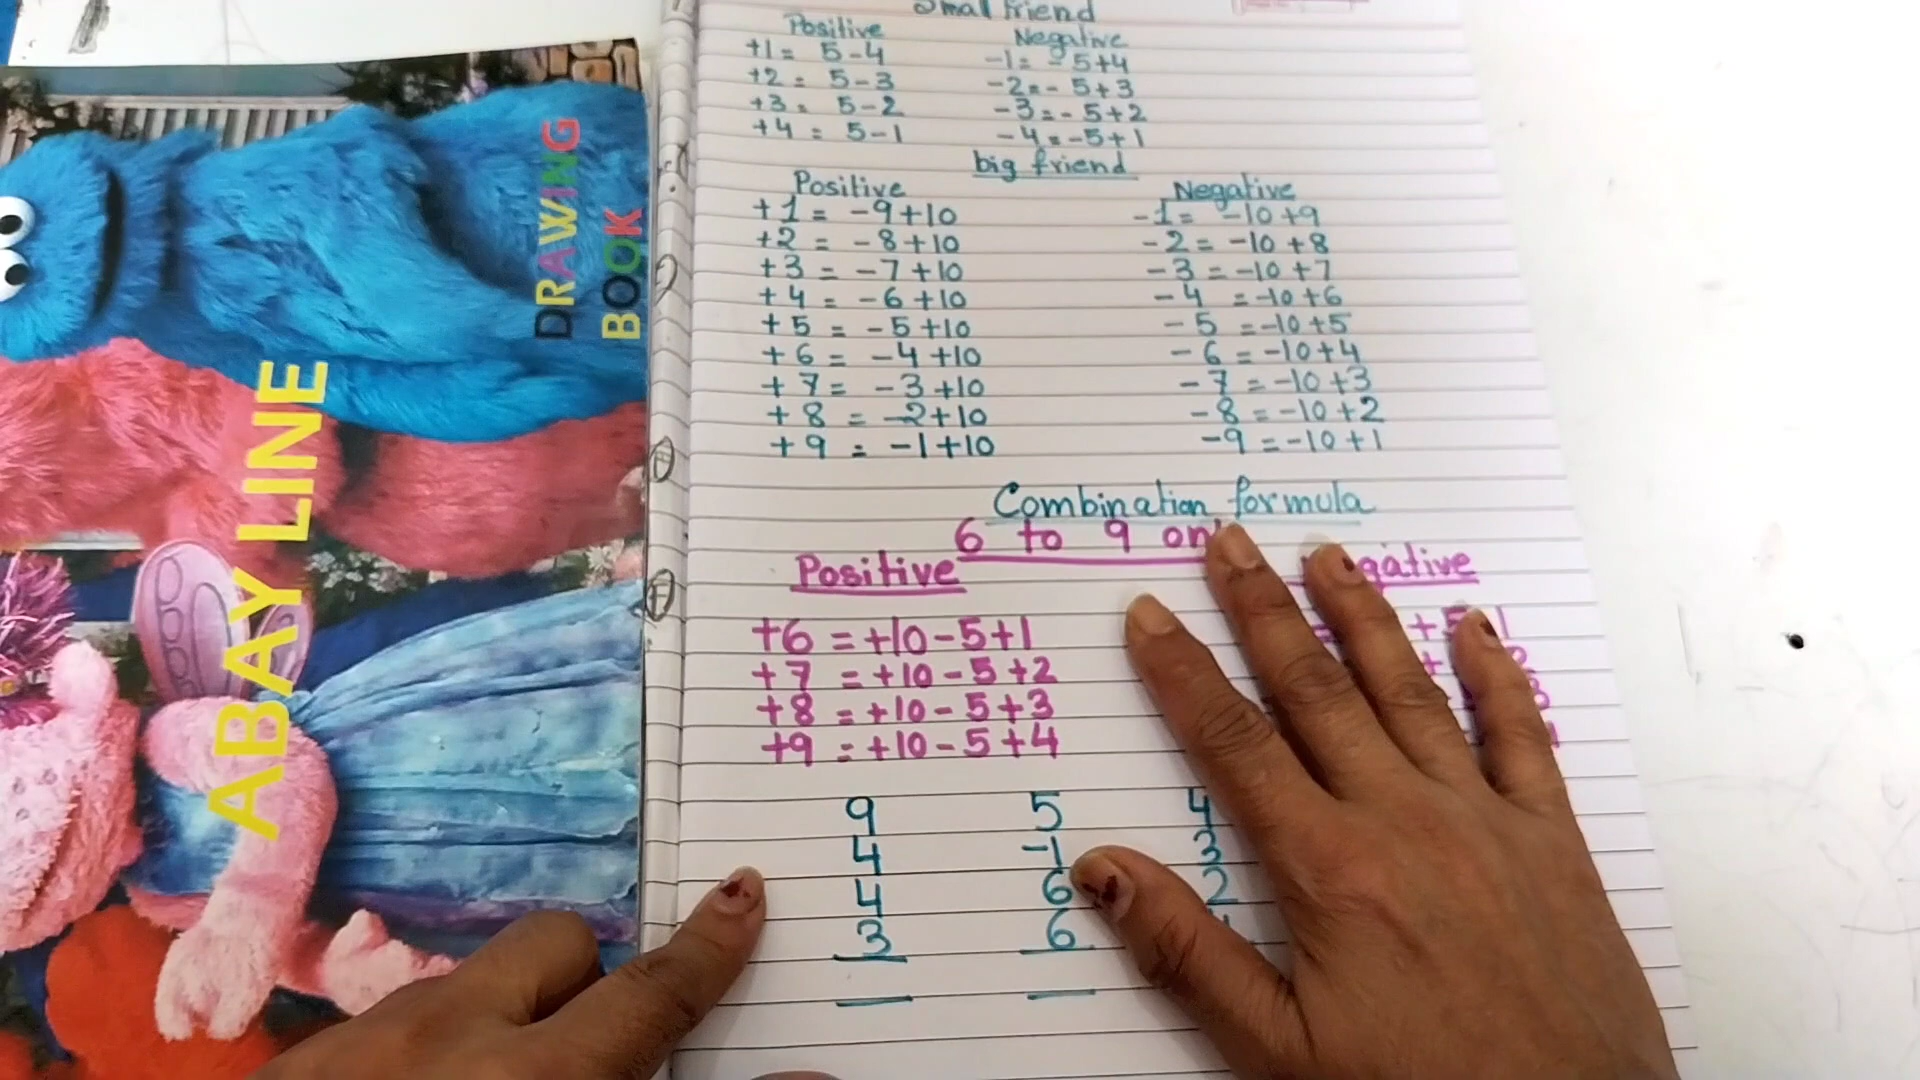 DRAWING
BOOK
ABAY LINE
Smal friend
Positive Negative
+1= 5-4 -1= -5+4
+2= 5-3 -2=-5+3
+3= 5-2 -3=-5+2
+4= 5-1 -4=-5+1
big friend
Positive Negative
+1= -9+10 -1= -10+9
+2= -8+10 -2=-10+8
+3= -7+10 -3=-10+7
+4= -6+10 -4=-10+6
+5= -5+10 -5=-10+5
+6= -4+10 -6=-10+4
+7= -3+10 -7=-10+3
+8= -2+10 -8=-10+2
+9= -1+10 -9=-10+1
Combination formula
6 to 9
Positive
+6=+10-5+1
+7=+10-5+2
+8=+10-5+3
+9=+10-5+4
9 5 4
4 -1 3
4 6 2
3 6